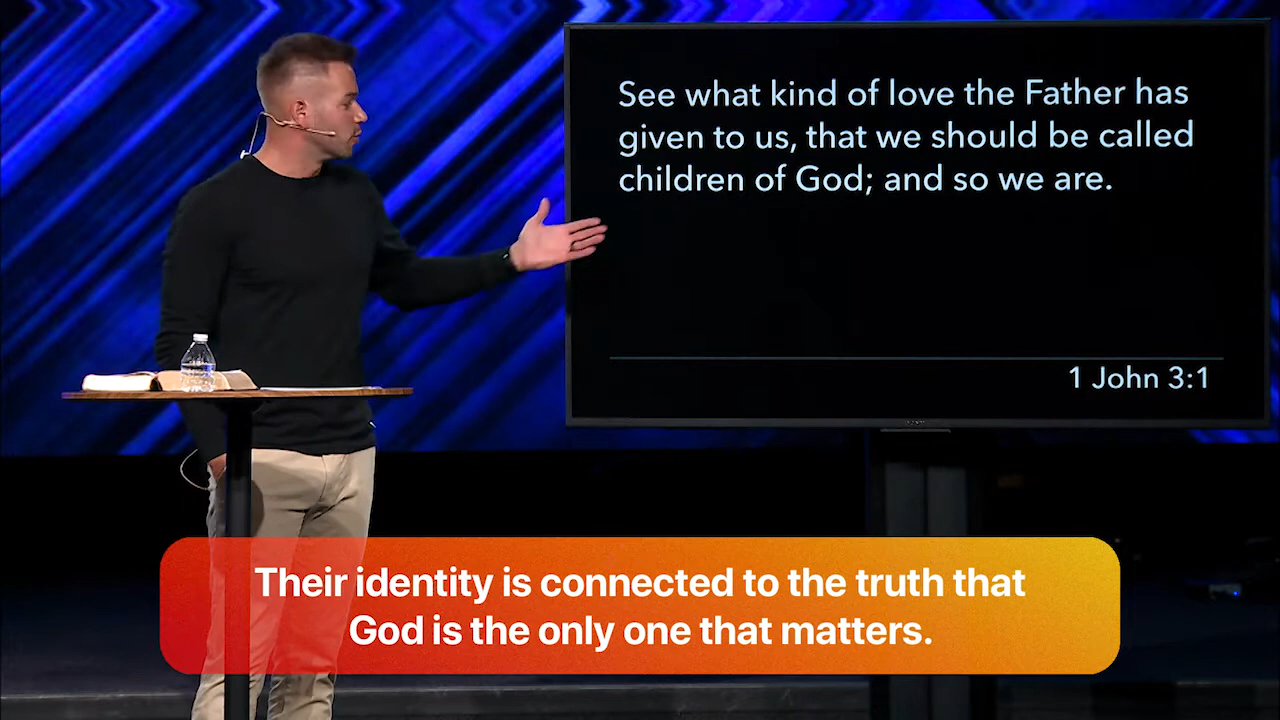 See what kind of love the Father has
given to us, that we should be called
children of God; and so we are.
1 John 3:1
Their identity is connected to the truth that
God is the only one that matters.